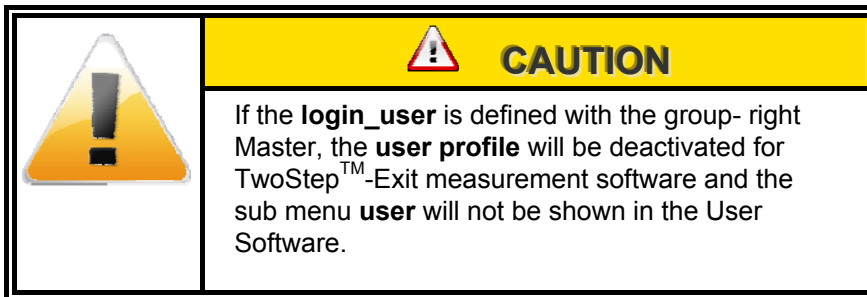 CAUTION
If the login_user is defined with the group- right
Master, the user profile will be deactivated for
TwoStep™-Exit measurement software and the
sub menu user will not be shown in the User
Software.